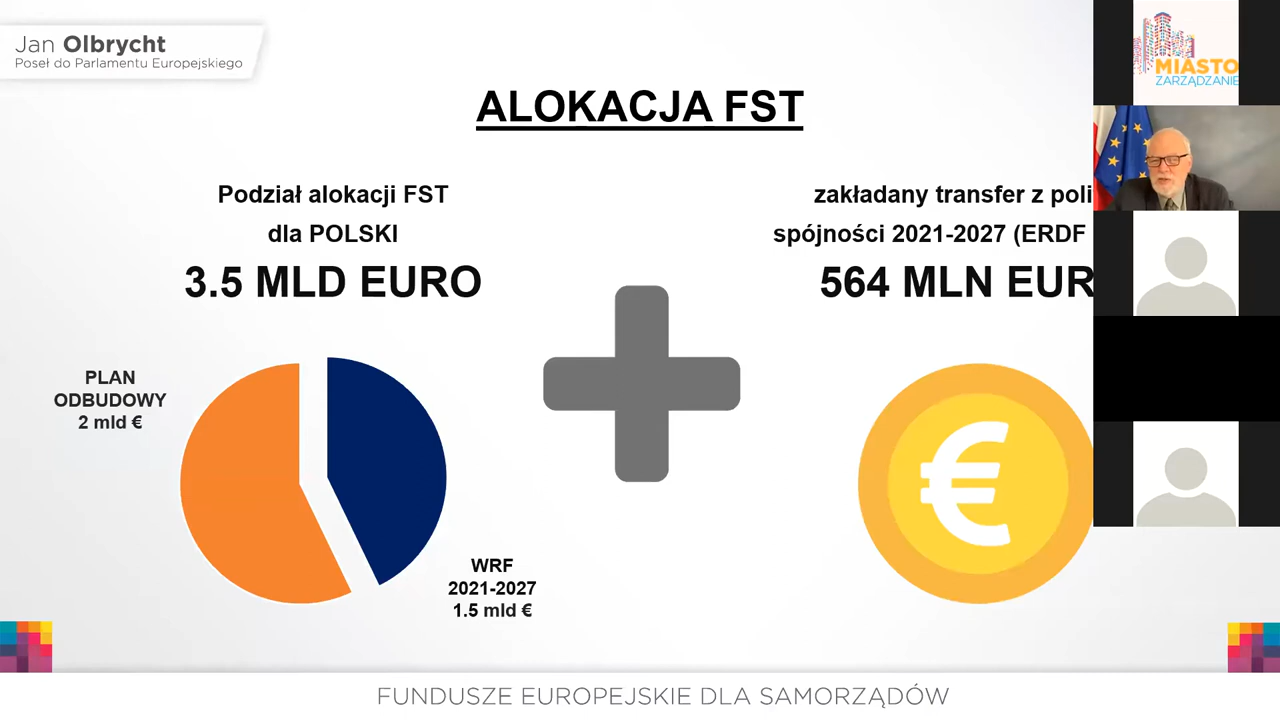 Jan Olbrycht
Poseł do Parlamentu Europejskiego
ALOKACJA FST
Podział alokacji FST
dla POLSKI
3.5 MLD EURO
PLAN
ODBUDOWY
2 mld €
WRF
2021-2027
1.5 mld €
zakładany transfer z poli
spójności 2021-2027 (ERDF
564 MLN EUR
€
MIASTO
ZARZĄDZANIE
FUNDUSZE EUROPEJSKIE DLA SAMORZĄDÓW